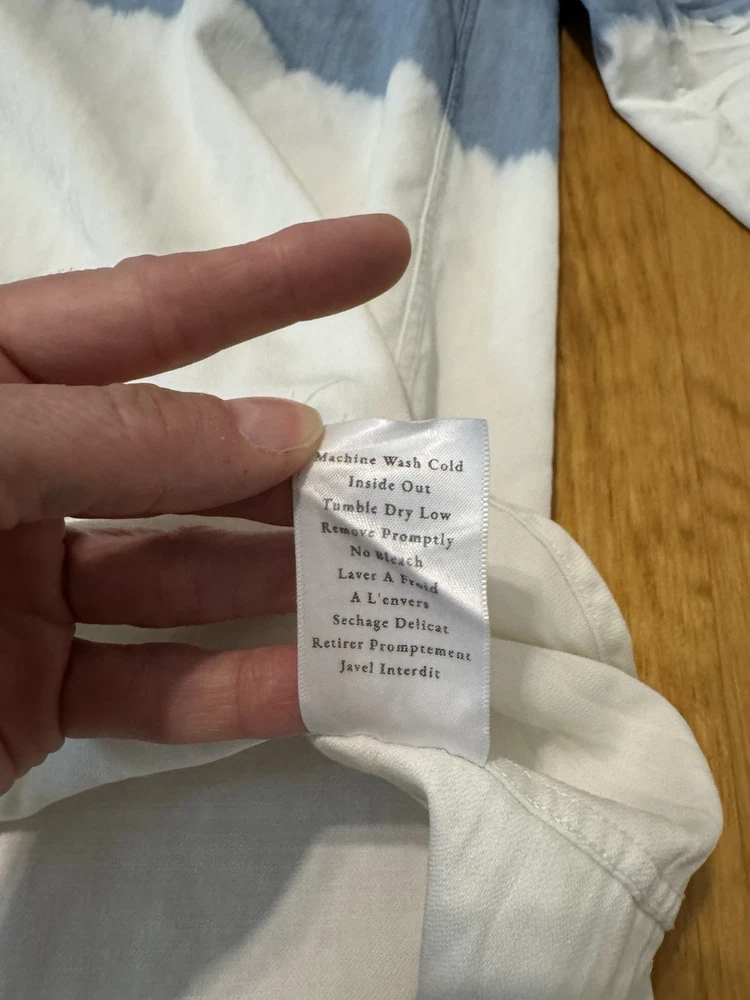 Machine Wash Cold
Inside Out
Tumble Dry Low
Remove Promptly
No Bleach
Laver A Froid
A L'envers
Sechage Delicat
Retirer Promptement
Javel Interdit